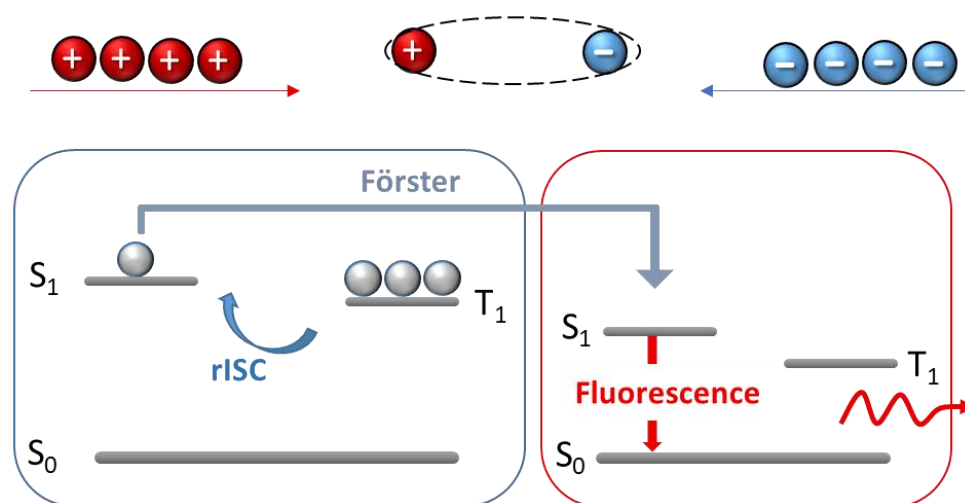 + + + +
+ −
− − − −
Förster
S₁
T₁
rISC
S₀
S₁
T₁
Fluorescence
S₀